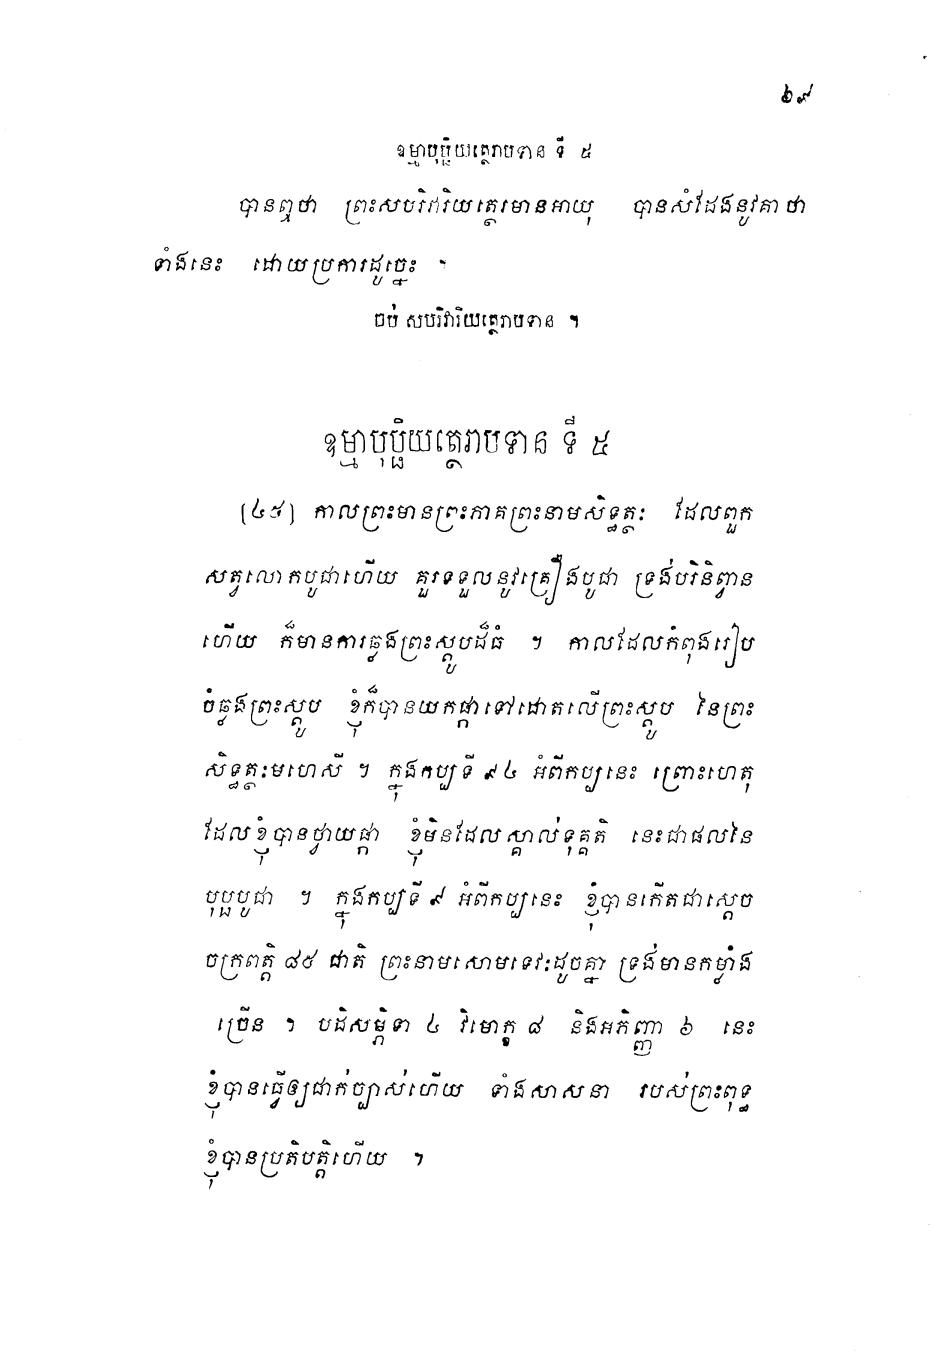 ៦៩
ឧម្មាបុប្ផិយត្ថេរាបទាន ទី ៥
បានឮថា ព្រះសបរិវារិយត្ថេរមានអាយុ បានសំដែងនូវគាថា
ទាំងនេះ ដោយប្រការដូច្នេះ ។
ចប់ សបរិវារិយត្ថេរាបទាន ។
ឧម្មាបុប្ផិយត្ថេរាបទាន ទី ៥
(៤៥) កាលព្រះមានព្រះភាគព្រះនាមសិទ្ធត្ថៈ ដែលពួក
សត្វលោកបូជាហើយ គួរទទួលនូវគ្រឿងបូជា ទ្រង់បរិនិព្វាន
ហើយ ក៏មានការឆ្លងព្រះស្តូបដ៏ធំ ។ កាលដែលកំពុងរៀប
ចំឆ្លងព្រះស្តូប ខ្ញុំក៏បានយកផ្កាទៅដោតលើព្រះស្តូប នៃព្រះ
សិទ្ធត្ថៈមហេសី ។ ក្នុងកប្បទី ៩៤ អំពីកប្បនេះ ព្រោះហេតុ
ដែលខ្ញុំបានថ្វាយផ្កា ខ្ញុំមិនដែលស្គាល់ទុគ្គតិ នេះជាផលនៃ
បុប្ផបូជា ។ ក្នុងកប្បទី ៩ អំពីកប្បនេះ ខ្ញុំបានកើតជាស្តេច
ចក្រពត្តិ ៨៥ ជាតិ ព្រះនាមសោមទេវៈដូចគ្នា ទ្រង់មានកម្លាំង
ច្រើន ។ បដិសម្ភិទា ៤ វិមោក្ខ ៨ និងអភិញ្ញា ៦ នេះ
ខ្ញុំបានធ្វើឲ្យជាក់ច្បាស់ហើយ ទាំងសាសនា របស់ព្រះពុទ្ធ
ខ្ញុំបានប្រតិបត្តិហើយ ។